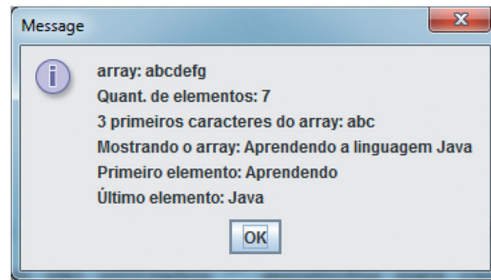 Message
array: abcdefg
Quant. de elementos: 7
3 primeiros caracteres do array: abc
Mostrando o array: Aprendendo a linguagem Java
Primeiro elemento: Aprendendo
Último elemento: Java
OK